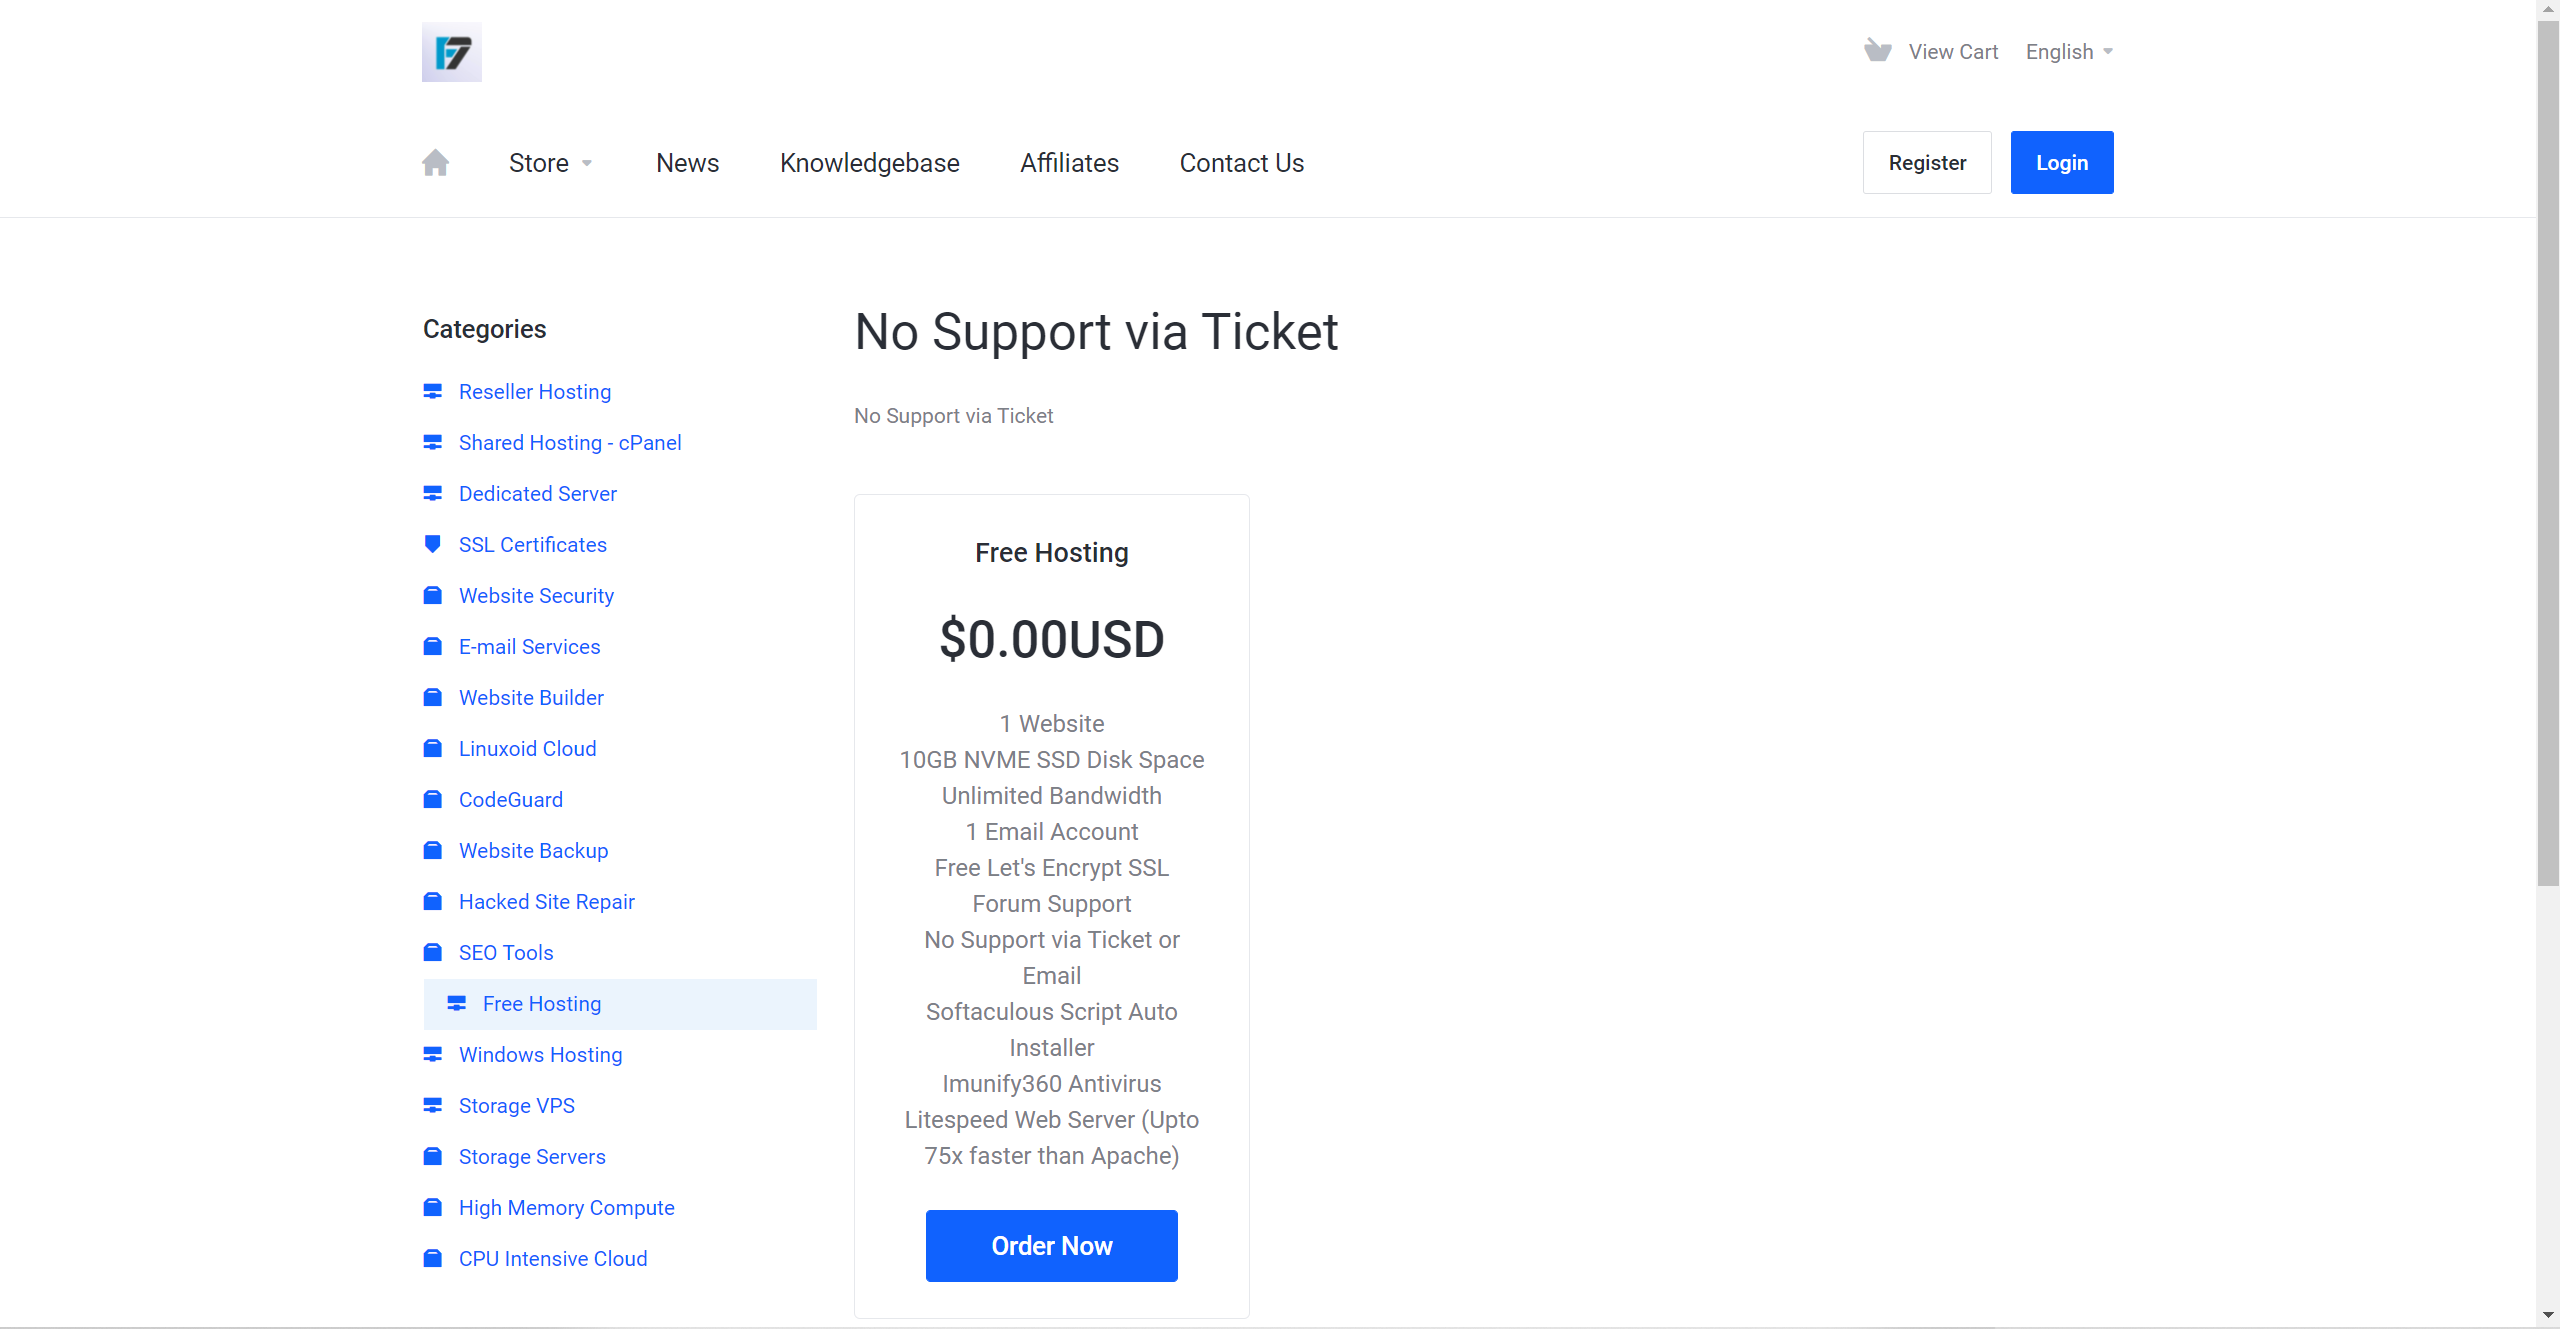 View Cart
English
Store
News
Knowledgebase
Affiliates
Contact Us
Register
Login
Categories
Reseller Hosting
Shared Hosting - cPanel
Dedicated Server
SSL Certificates
Website Security
E-mail Services
Website Builder
Linuxoid Cloud
CodeGuard
Website Backup
Hacked Site Repair
SEO Tools
Free Hosting
Windows Hosting
Storage VPS
Storage Servers
High Memory Compute
CPU Intensive Cloud
No Support via Ticket
No Support via Ticket
Free Hosting
$0.00USD
1 Website
10GB NVME SSD Disk Space
Unlimited Bandwidth
1 Email Account
Free Let's Encrypt SSL
Forum Support
No Support via Ticket or
Email
Softaculous Script Auto
Installer
Imunify360 Antivirus
Litespeed Web Server (Upto
75x faster than Apache)
Order Now